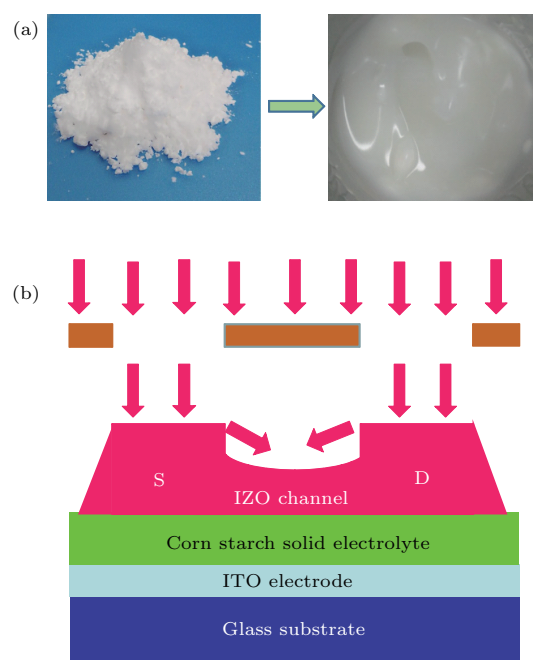 (a)
(b)
S
D
IZO channel
Corn starch solid electrolyte
ITO electrode
Glass substrate